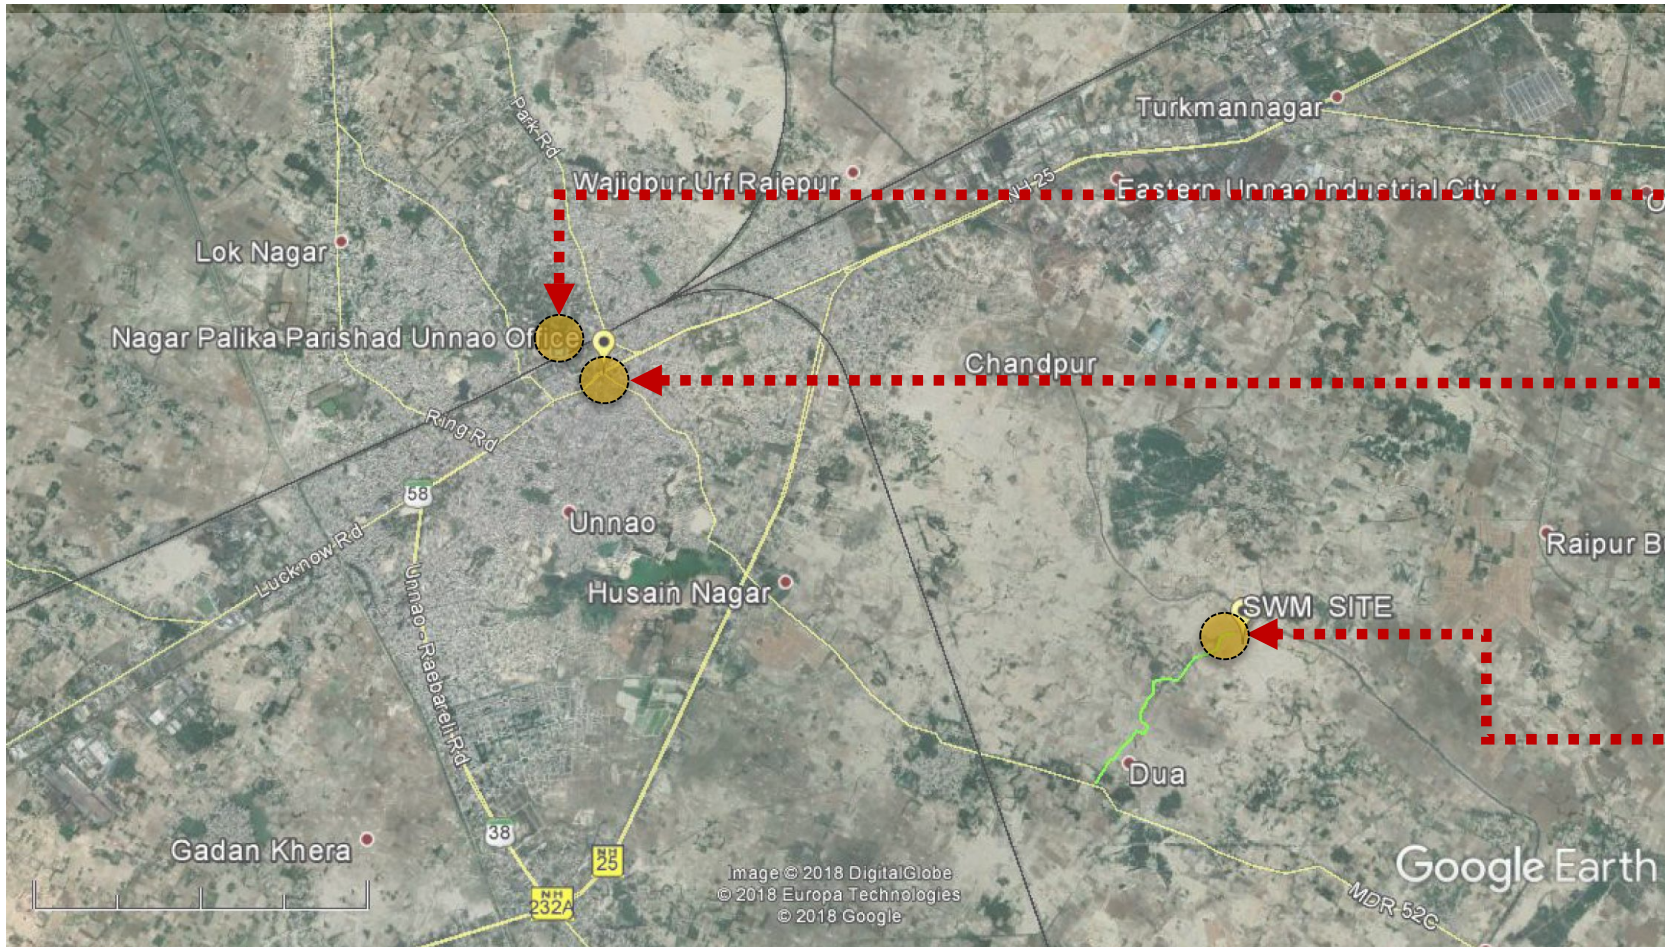 Turkmannagar
Park Rd
Wajidpur Urf Rajepur
NH-25
Eastern Unnao Industrial City
O
Lok Nagar
Nagar Palika Parishad Unnao Office
Chandpur
Ring Rd
58
Unnao
Raipur B
Lucknow Rd
Husain Nagar
SWM SITE
Unnao - Raebareli Rd
Dua
38
Gadan Khera
NH
25
Google Earth
Image © 2018 DigitalGlobe
© 2018 Europa Technologies
© 2018 Google
NH
232A
MDR 52C